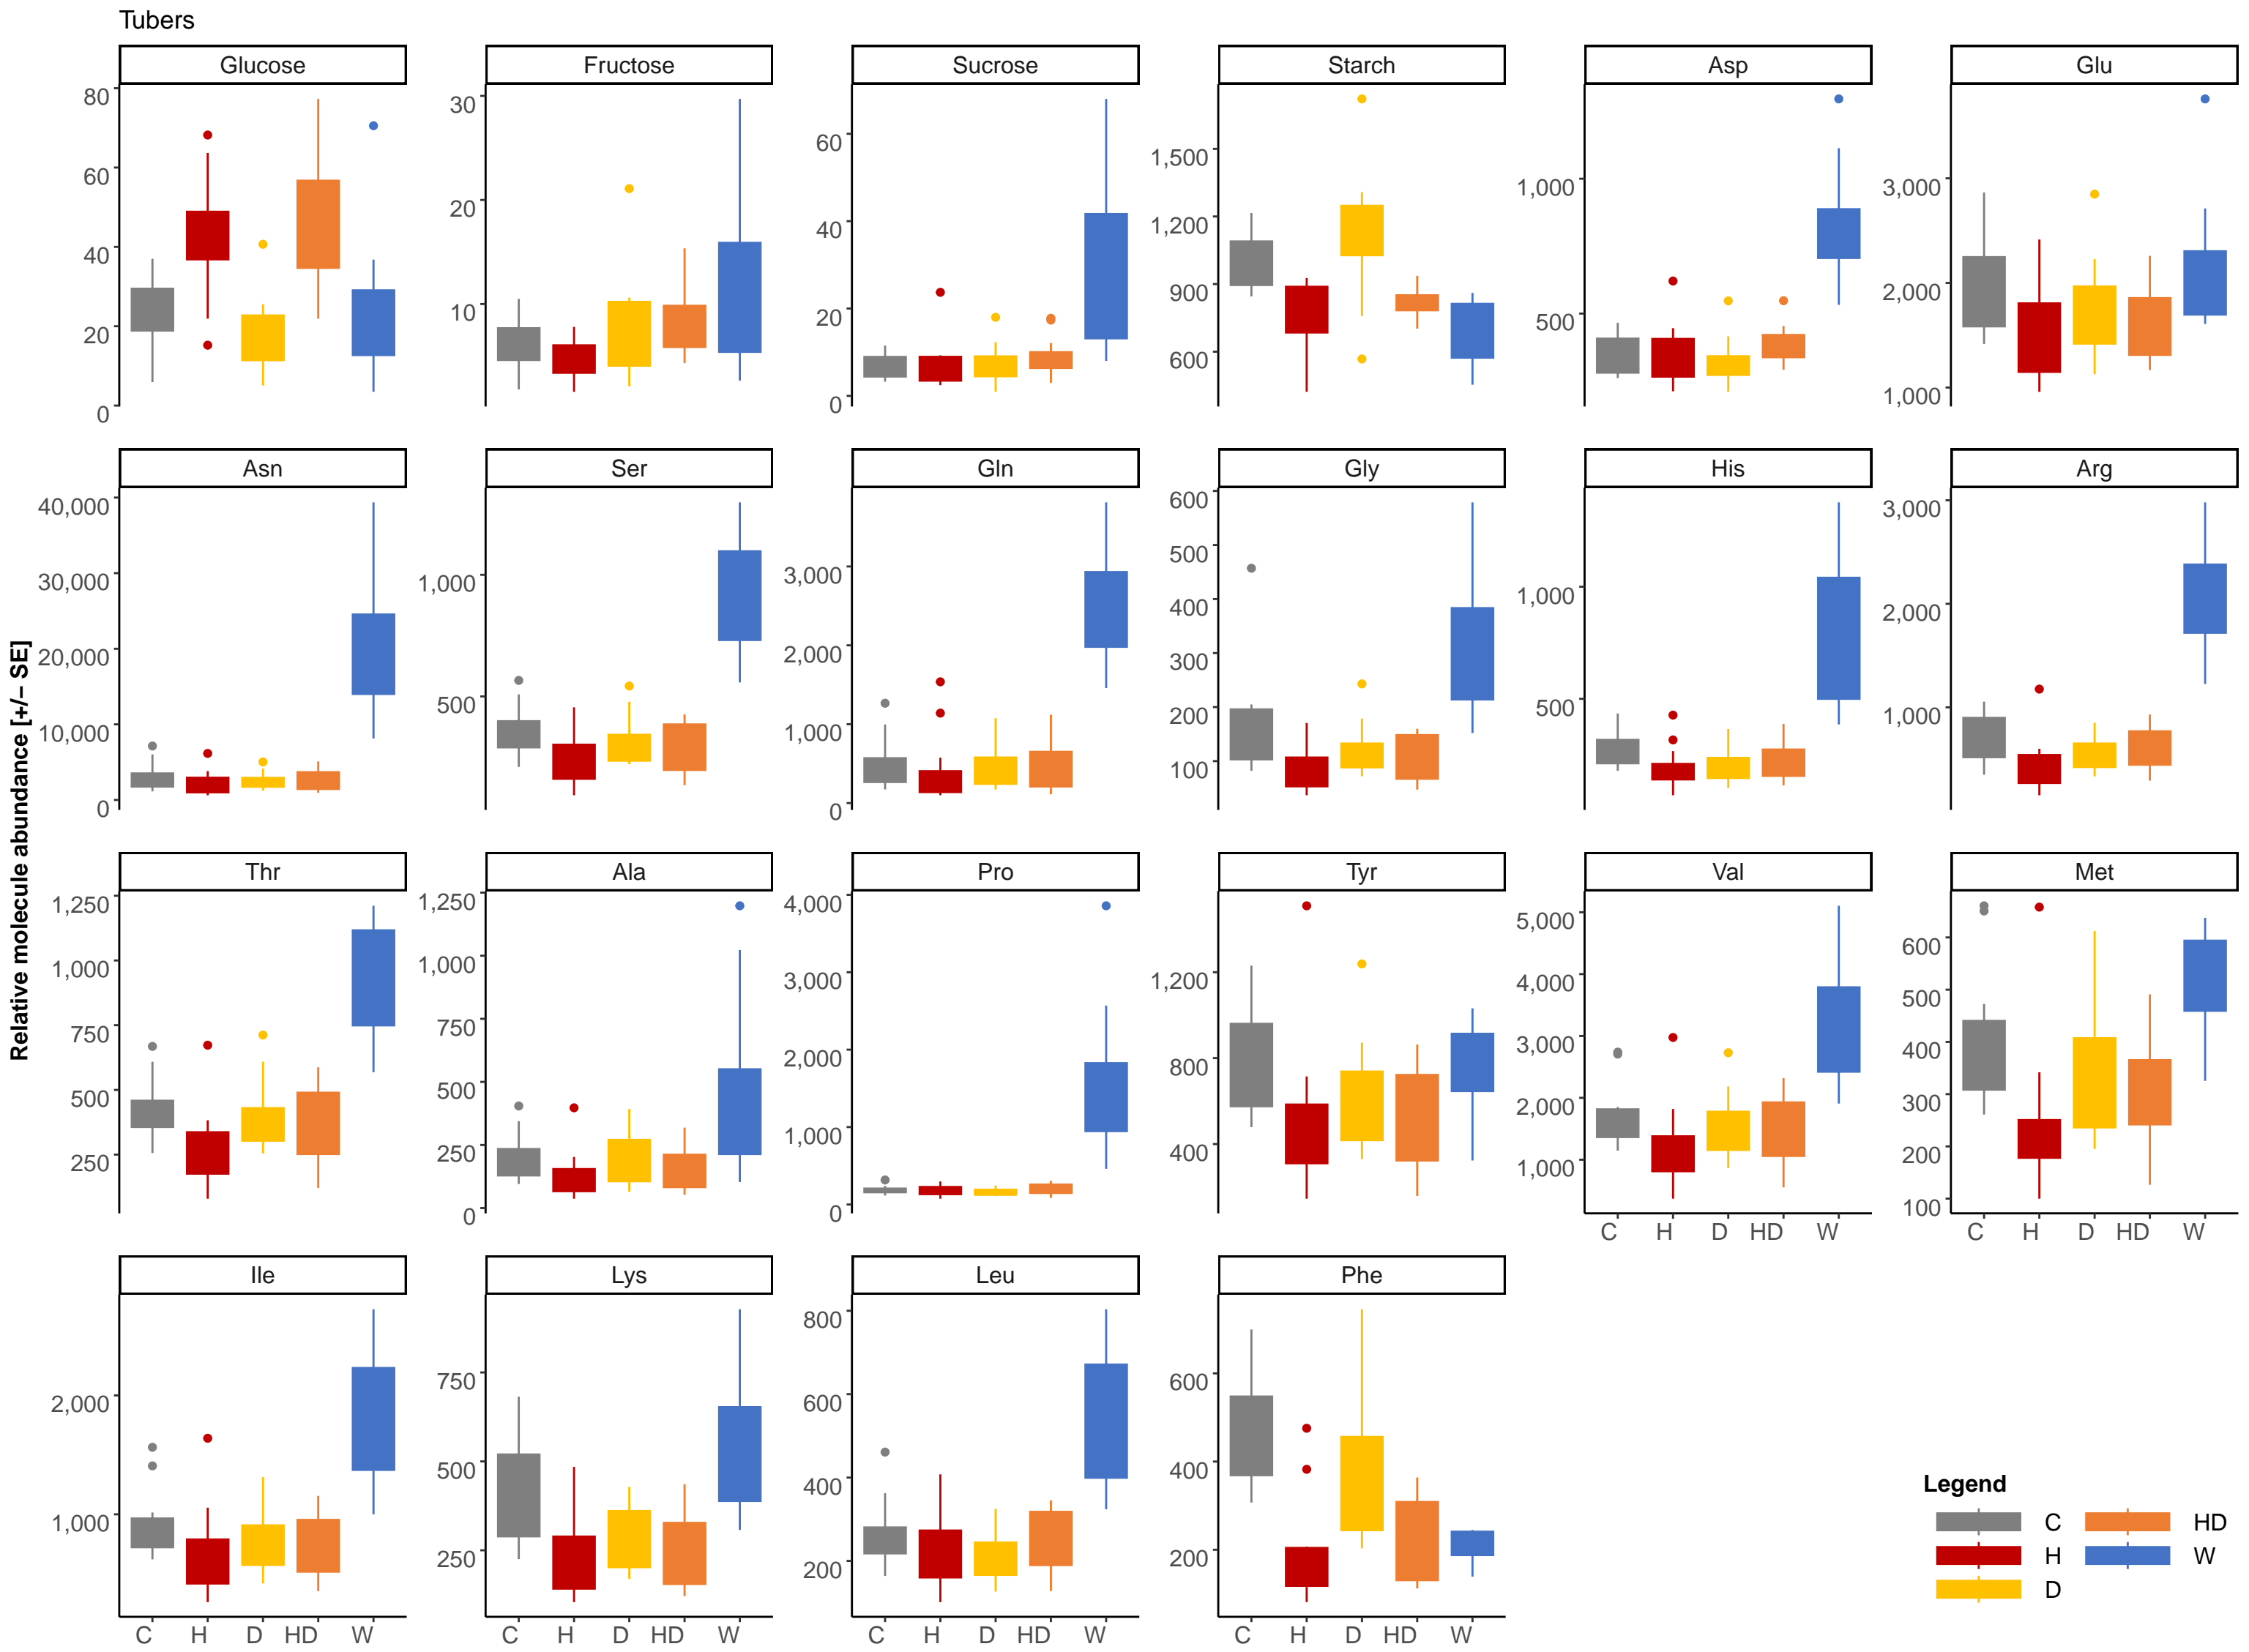 Tubers
Glucose Fructose Sucrose Starch Asp Glu
80 60 40 20 0
30 20 10
60 40 20 0
1,500 1,200 900 600
1,000 500
3,000 2,000 1,000
Asn Ser Gln Gly His Arg
40,000 30,000 20,000 10,000 0
1,000 500
3,000 2,000 1,000 0
600 500 400 300 200 100
1,000 500
3,000 2,000 1,000
Relative molecule abundance [+/− SE]
Thr Ala Pro Tyr Val Met
1,250 1,000 750 500 250
1,250 1,000 750 500 250 0
4,000 3,000 2,000 1,000 0
1,200 800 400
5,000 4,000 3,000 2,000 1,000
600 500 400 300 200 100
C H D HD W
C H D HD W
Ile Lys Leu Phe
2,000 1,000
750 500 250
800 600 400 200
600 400 200
C H D HD W
C H D HD W
C H D HD W
C H D HD W
Legend
C HD
H W
D